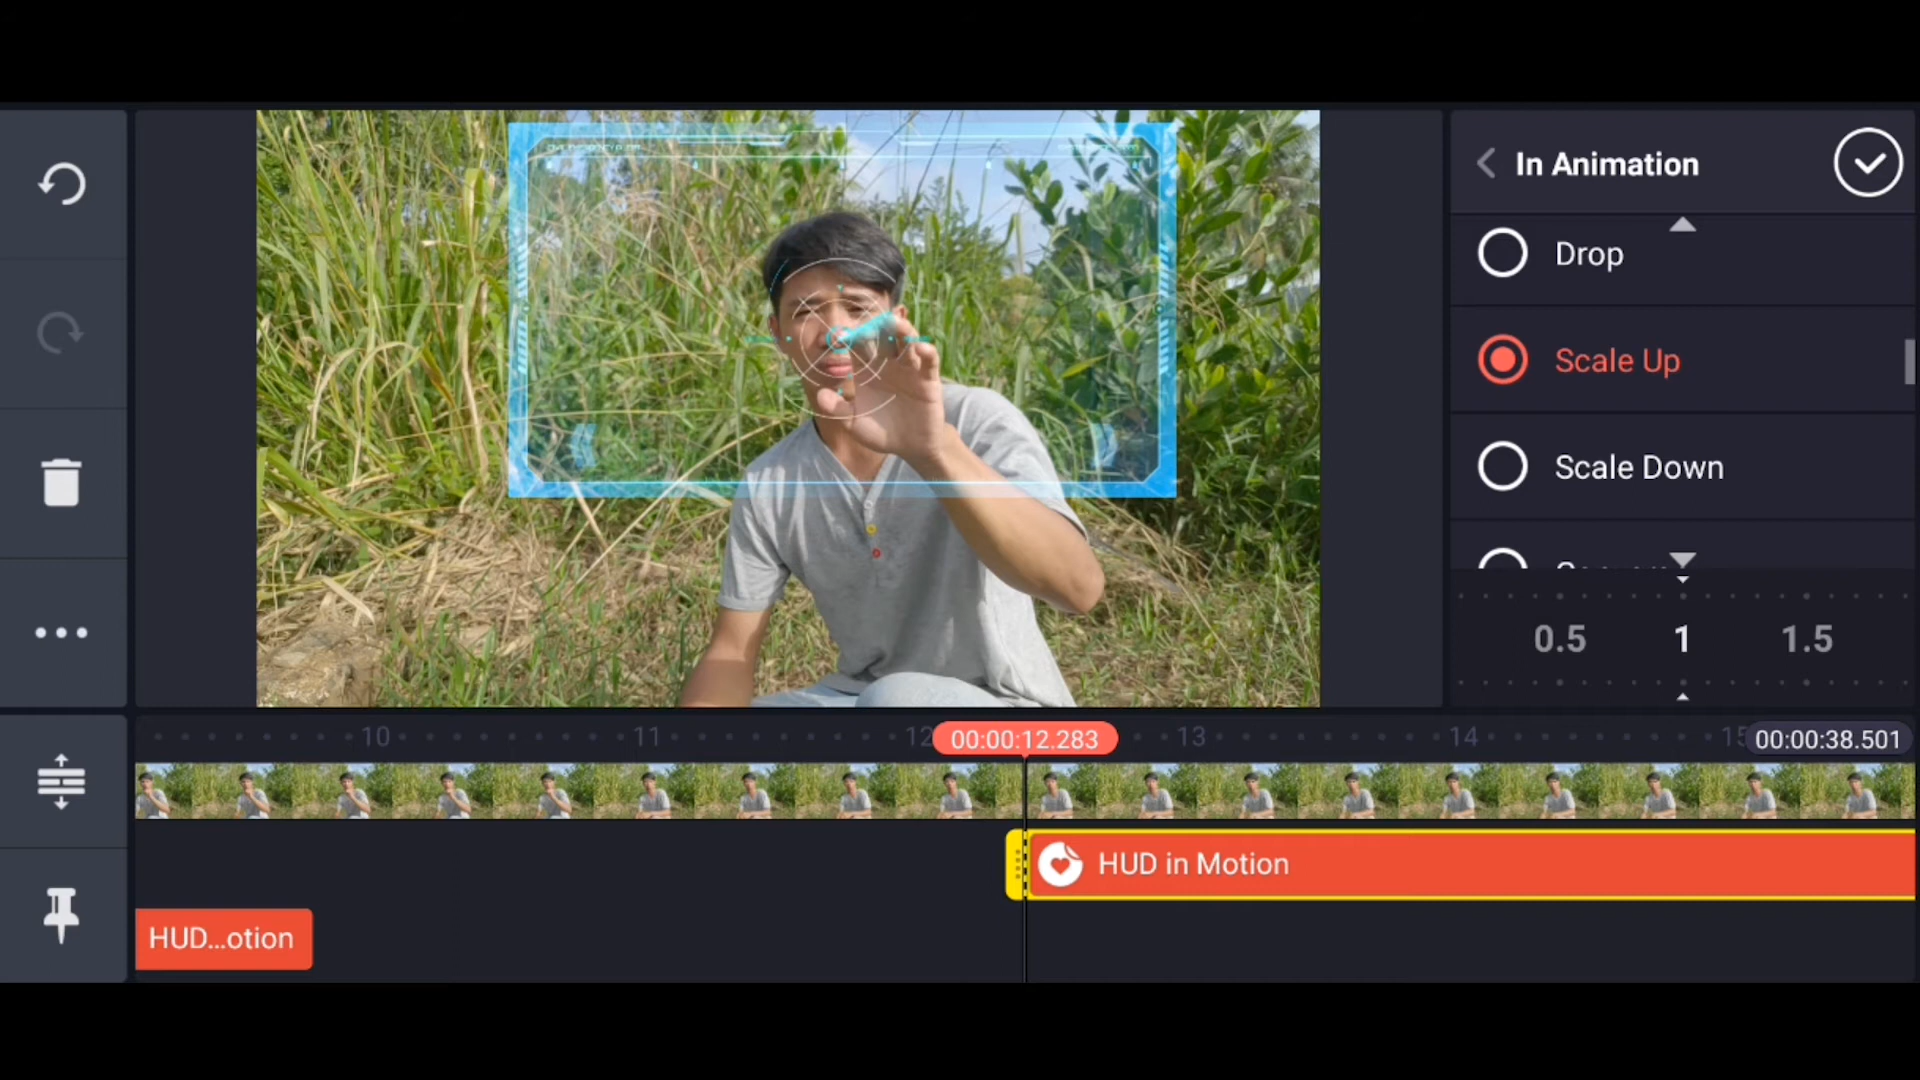 In Animation
Drop
Scale Up
Scale Down
0.5 1 1.5
10 11 12 00:00:12.283 13 14 15 00:00:38.501
HUD in Motion
HUD...otion